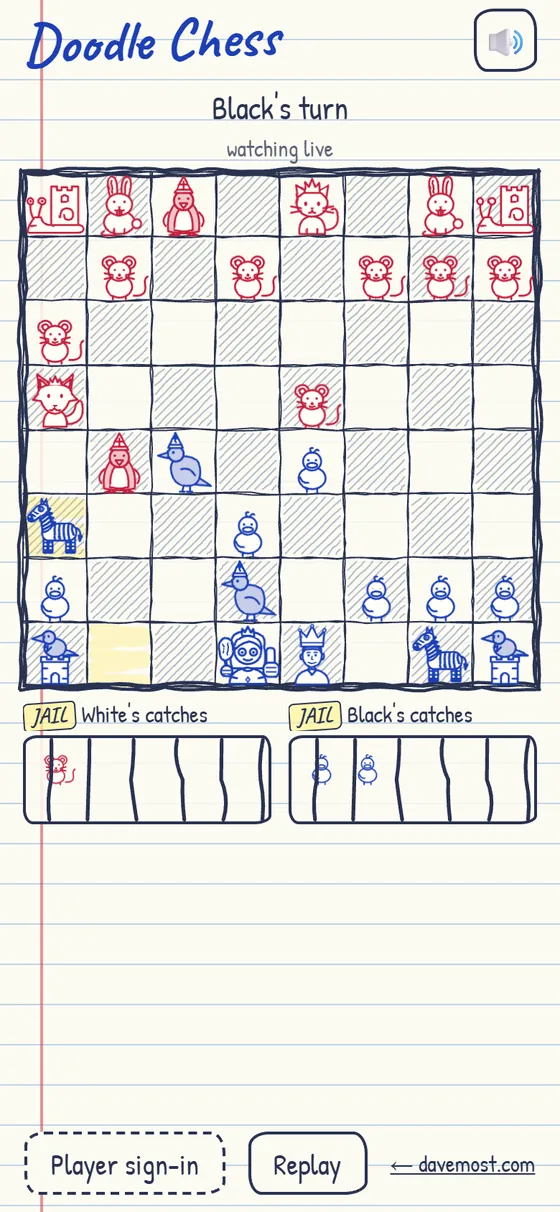 Doodle Chess
Black's turn
watching live
JAIL White's catches
JAIL Black's catches
Player sign-in
Replay
← davemost.com